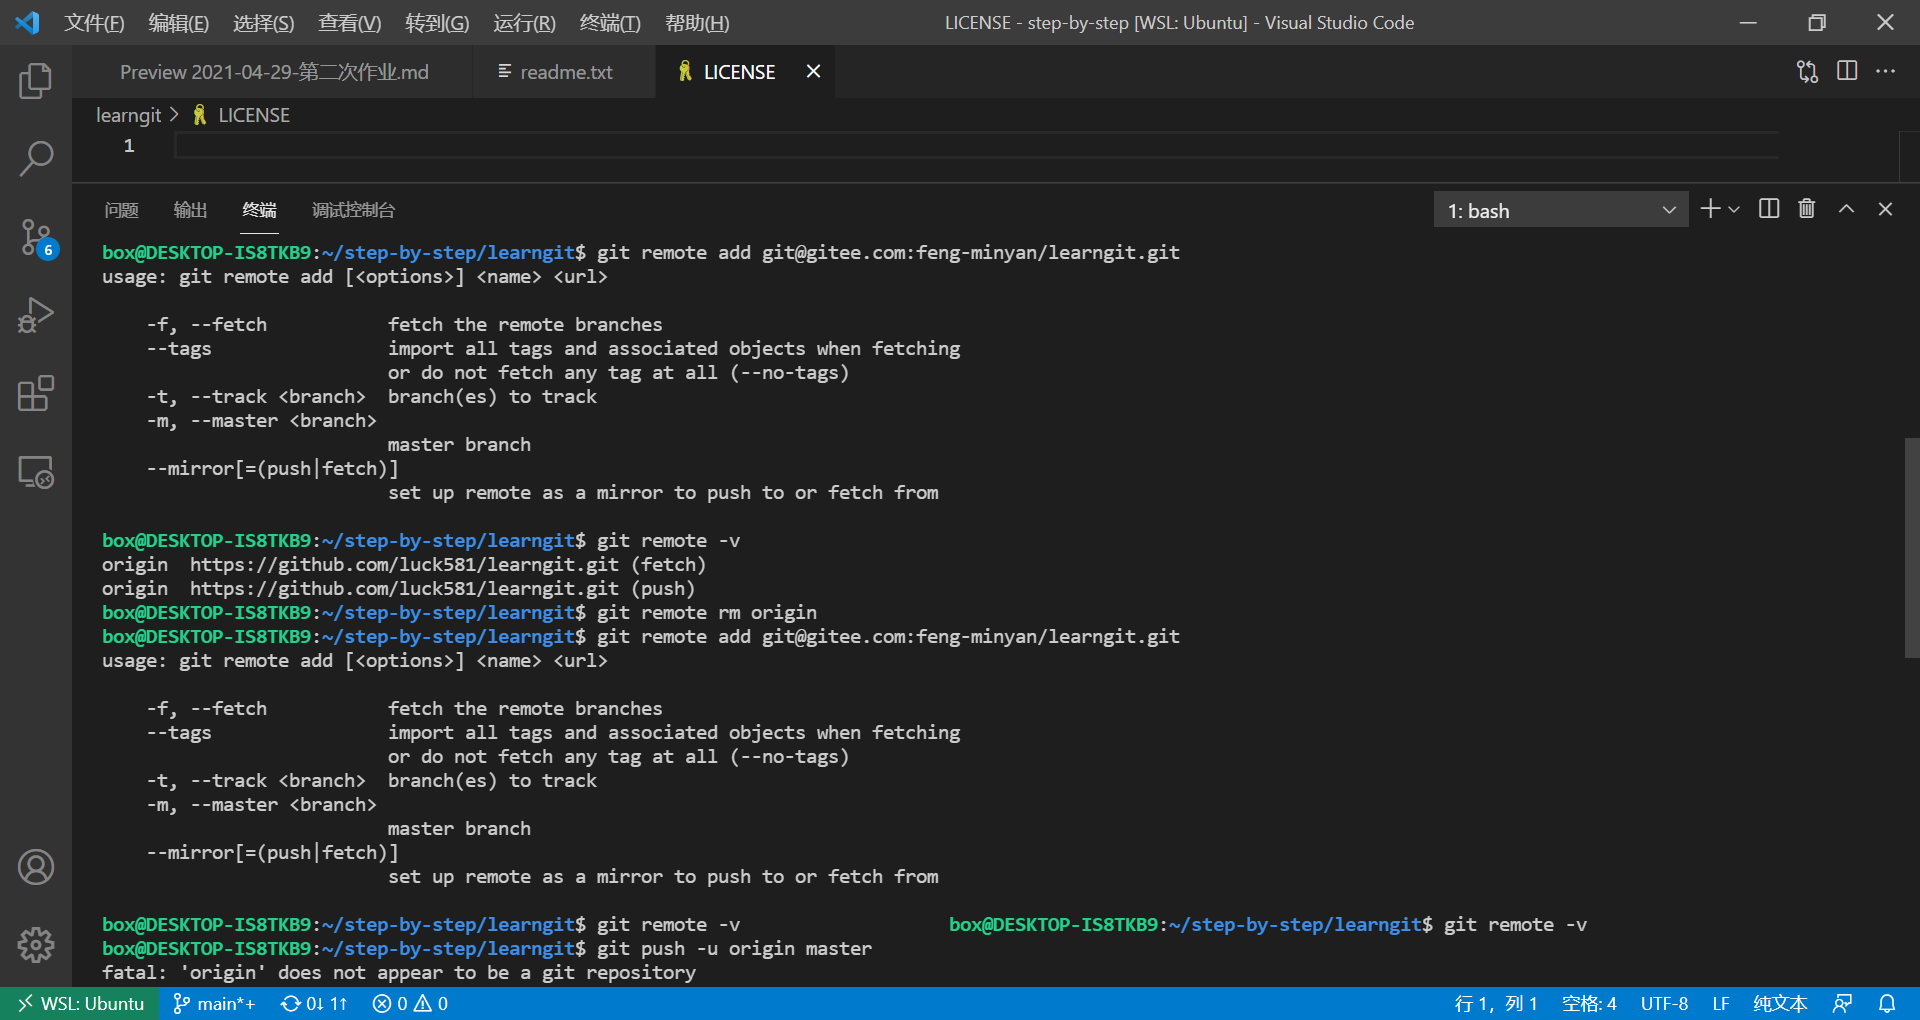 文件(F) 编辑(E) 选择(S) 查看(V) 转到(G) 运行(R) 终端(T) 帮助(H) LICENSE - step-by-step [WSL: Ubuntu] - Visual Studio Code
Preview 2021-04-29-第二次作业.md readme.txt LICENSE
learngit > LICENSE
1
问题 输出 终端 调试控制台 1: bash
box@DESKTOP-IS8TKB9:~/step-by-step/learngit$ git remote add git@gitee.com:feng-minyan/learngit.git
usage: git remote add [<options>] <name> <url>
-f, --fetch fetch the remote branches
--tags import all tags and associated objects when fetching
or do not fetch any tag at all (--no-tags)
-t, --track <branch> branch(es) to track
-m, --master <branch>
master branch
--mirror[=(push|fetch)]
set up remote as a mirror to push to or fetch from
box@DESKTOP-IS8TKB9:~/step-by-step/learngit$ git remote -v
origin https://github.com/luck581/learngit.git (fetch)
origin https://github.com/luck581/learngit.git (push)
box@DESKTOP-IS8TKB9:~/step-by-step/learngit$ git remote rm origin
box@DESKTOP-IS8TKB9:~/step-by-step/learngit$ git remote add git@gitee.com:feng-minyan/learngit.git
usage: git remote add [<options>] <name> <url>
-f, --fetch fetch the remote branches
--tags import all tags and associated objects when fetching
or do not fetch any tag at all (--no-tags)
-t, --track <branch> branch(es) to track
-m, --master <branch>
master branch
--mirror[=(push|fetch)]
set up remote as a mirror to push to or fetch from
box@DESKTOP-IS8TKB9:~/step-by-step/learngit$ git remote -v box@DESKTOP-IS8TKB9:~/step-by-step/learngit$ git remote -v
box@DESKTOP-IS8TKB9:~/step-by-step/learngit$ git push -u origin master
fatal: 'origin' does not appear to be a git repository
6
WSL: Ubuntu main*+ 0↓ 1↑ 0 0 行 1, 列 1 空格: 4 UTF-8 LF 纯文本